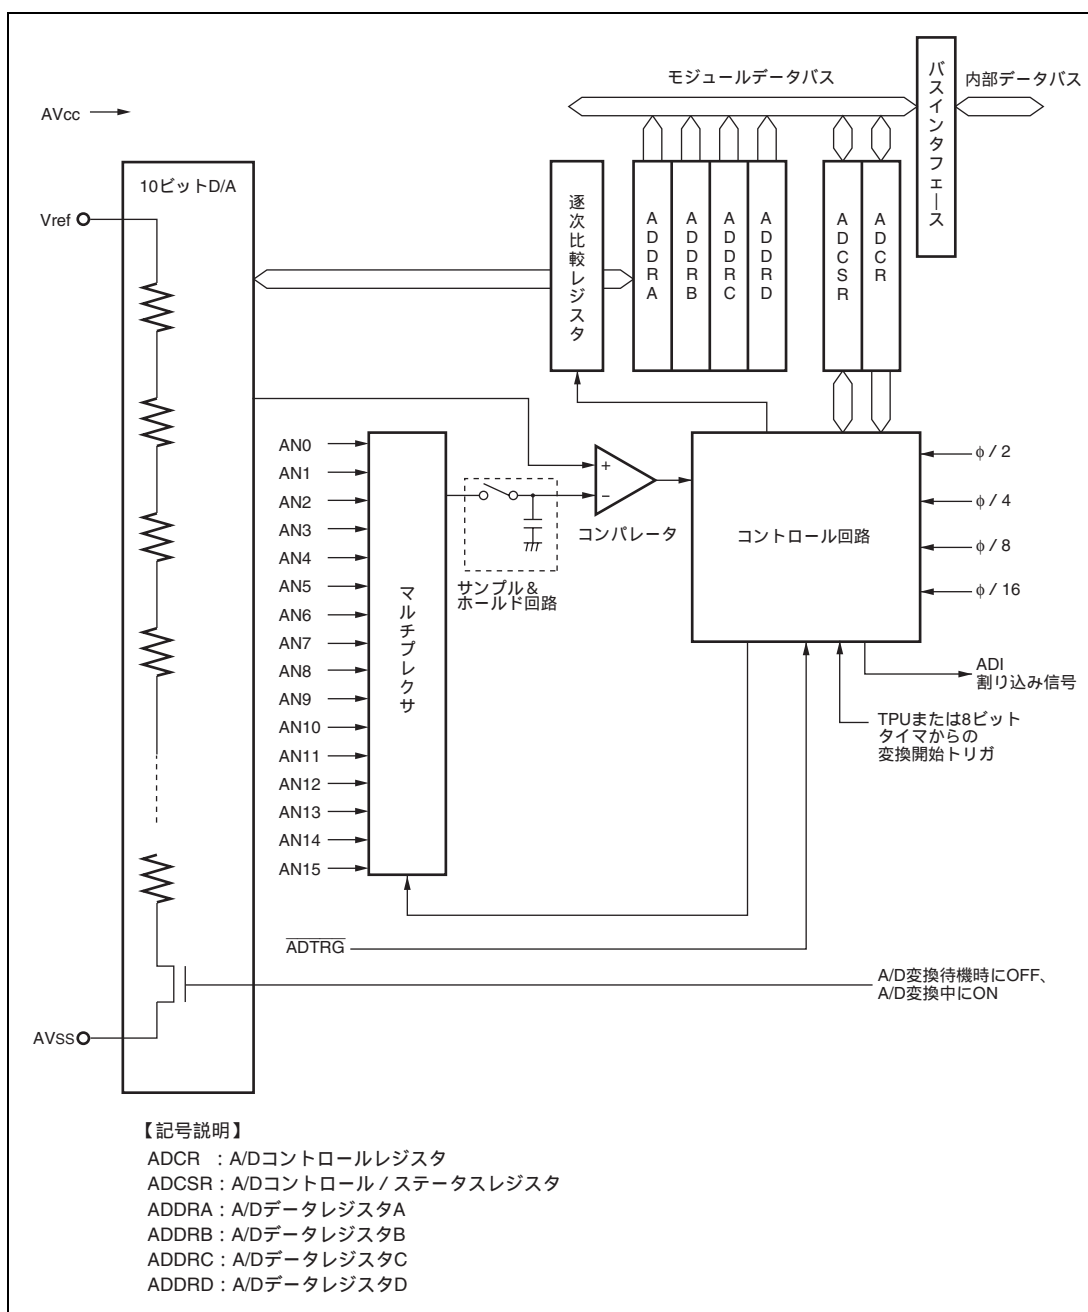 モジュールデータバス
バスインタフェース
内部データバス
AVcc
10ビットD/A
Vref
逐次比較レジスタ
ADDRA
ADDRB
ADDRC
ADDRD
ADCSR
ADCR
AN0
AN1
AN2
AN3
AN4
AN5
AN6
AN7
AN8
AN9
AN10
AN11
AN12
AN13
AN14
AN15
マルチプレクサ
サンプル&
ホールド回路
+
−
コンパレータ
コントロール回路
φ / 2
φ / 4
φ / 8
φ / 16
ADI
割り込み信号
TPUまたは8ビット
タイマからの
変換開始トリガ
ADTRG
A/D変換待機時にOFF、
A/D変換中にON
AVSS
【記号説明】
ADCR :A/Dコントロールレジスタ
ADCSR:A/Dコントロール / ステータスレジスタ
ADDRA:A/DデータレジスタA
ADDRB:A/DデータレジスタB
ADDRC:A/DデータレジスタC
ADDRD:A/DデータレジスタD